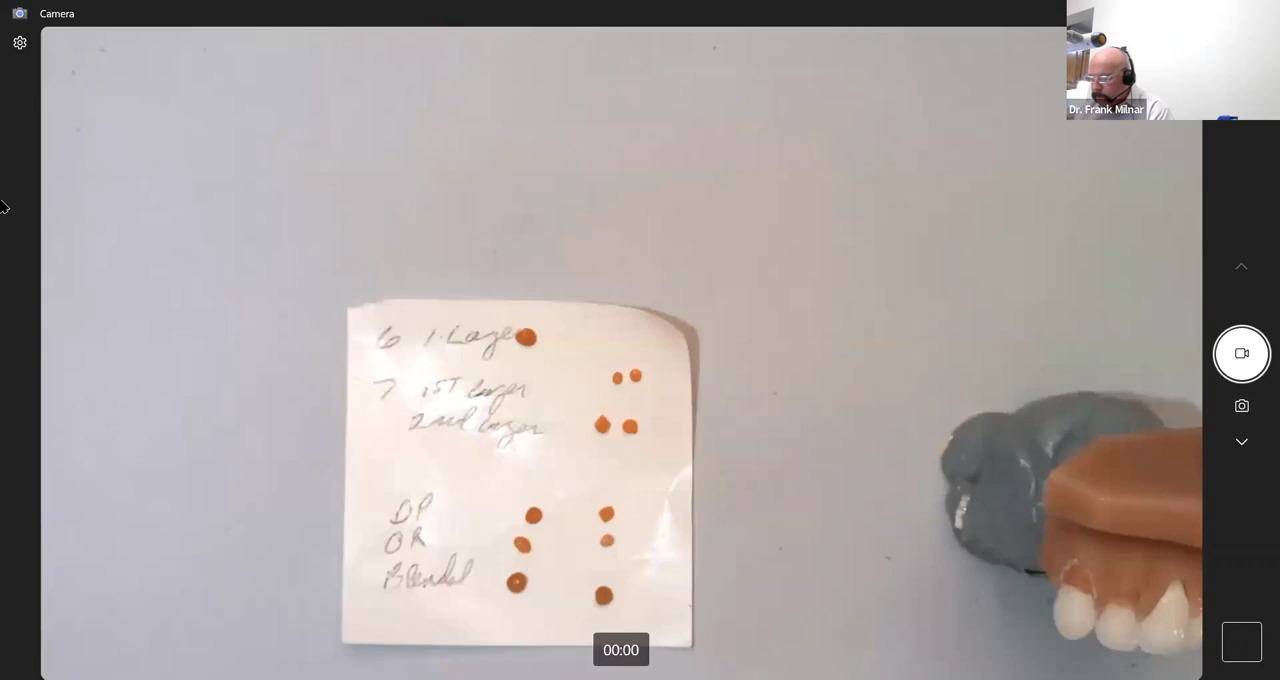 Camera
Dr. Frank Milnar
6 1. Layer
7 1ST layer
2nd layer
DP
OR
Blended
00:00